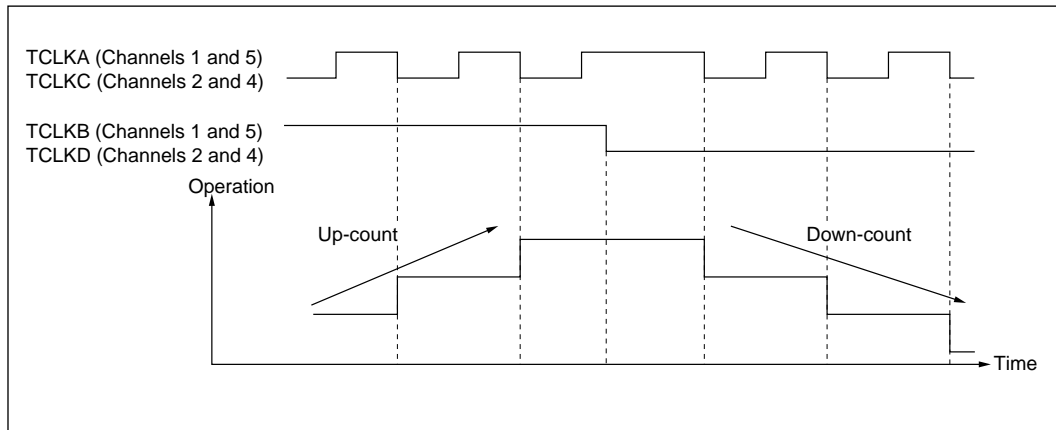 TCLKA (Channels 1 and 5)
TCLKC (Channels 2 and 4)
TCLKB (Channels 1 and 5)
TCLKD (Channels 2 and 4)
Operation
Up-count
Down-count
Time